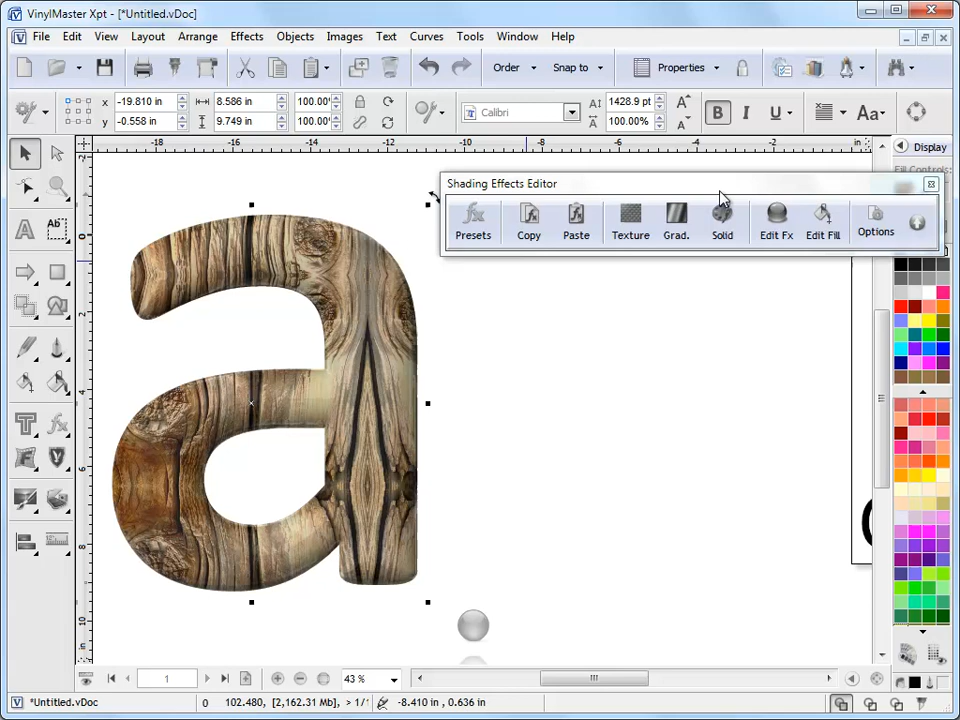 VinylMaster Xpt - [*Untitled.vDoc]
File Edit View Layout Arrange Effects Objects Images Text Curves Tools Window Help
Order Snap to Properties
x -19.810 in 8.586 in 100.00 1428.9 pt
Calibri B I U Aa
y -0.558 in 9.749 in 100.00 100.00%
-18 -16 -14 -12 -10 -8 -6 -4 -2 in
Display
Shading Effects Editor
Presets Copy Paste Texture Grad. Solid Edit Fx Edit Fill Options
a
1 43 %
*Untitled.vDoc 0 102.480, [2,162.31 Mb], > 1/1 -8.410 in, 0.636 in